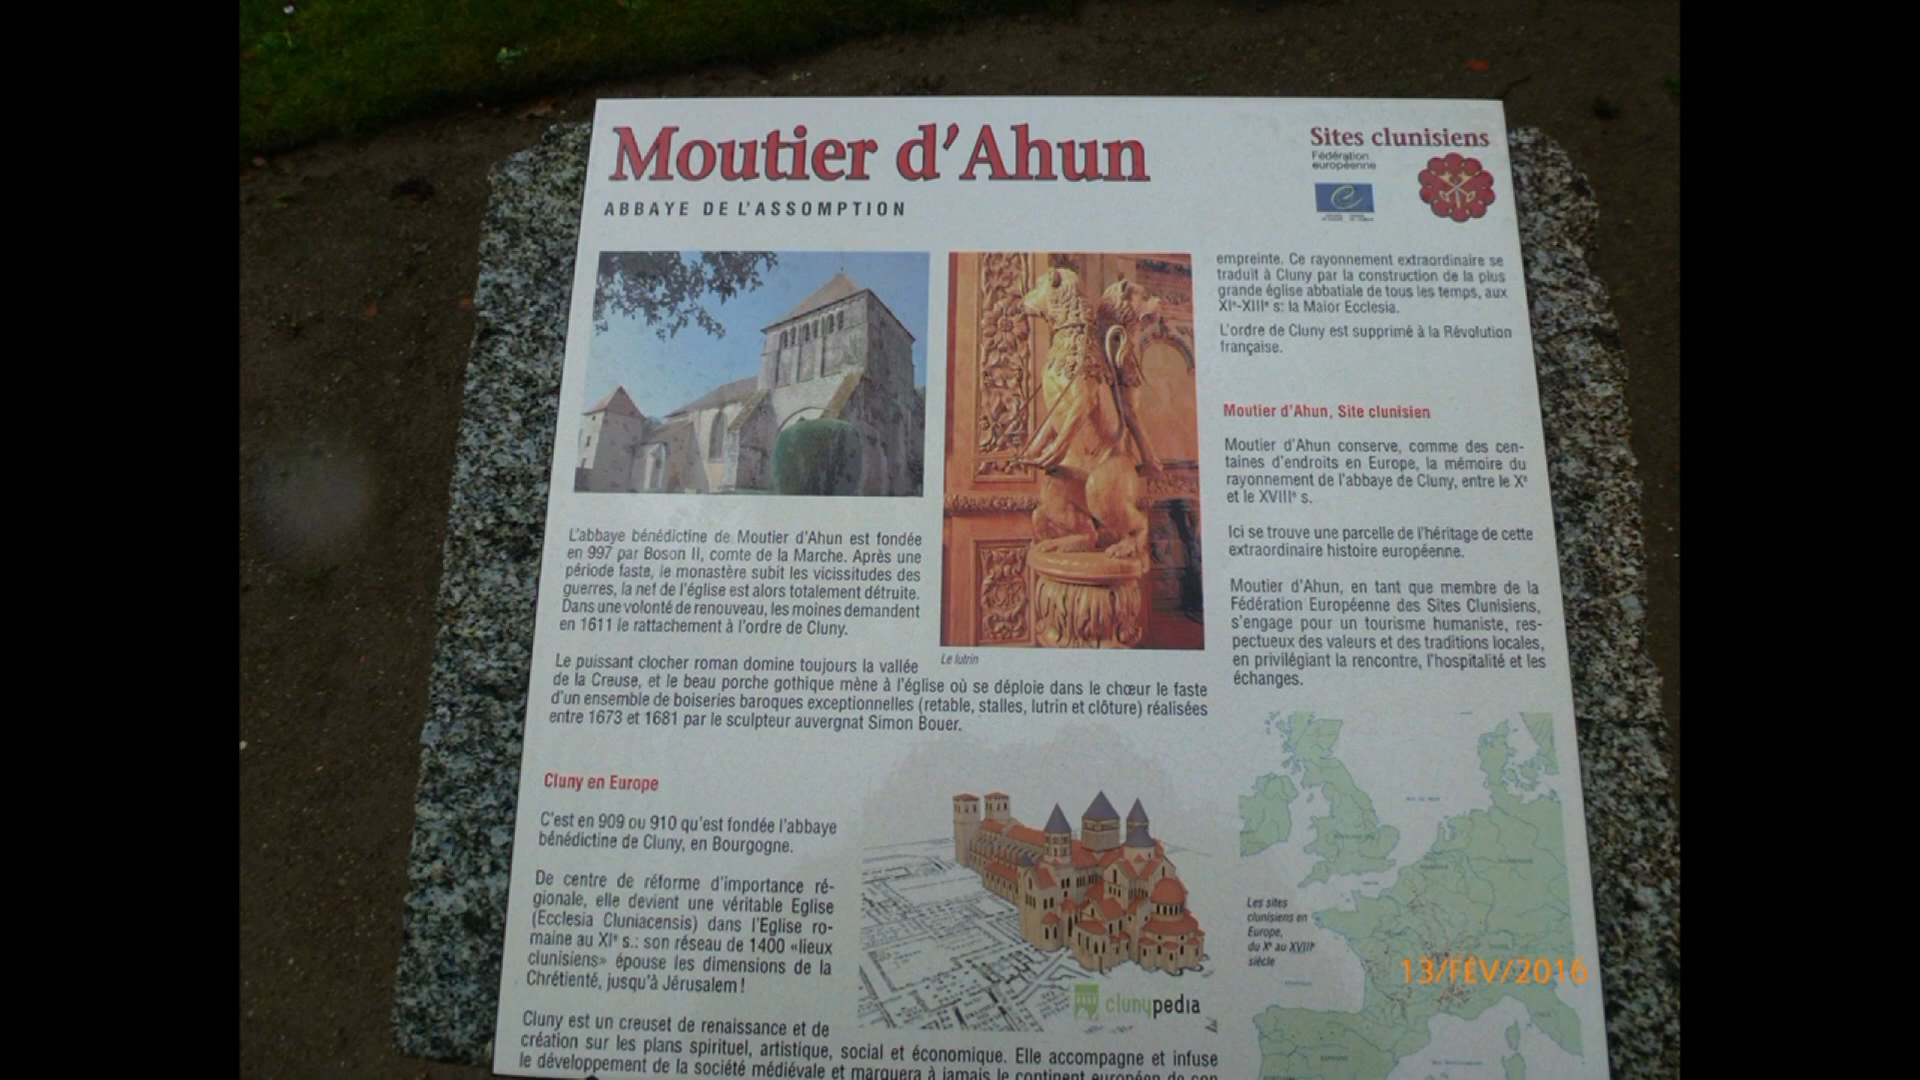 Moutier d'Ahun
ABBAYE DE L'ASSOMPTION
Sites clunisiens
Fédération
européenne
L'abbaye bénédictine de Moutier d'Ahun est fondée
en 997 par Boson II, comte de la Marche. Après une
période faste, le monastère subit les vicissitudes des
guerres, la nef de l'église est alors totalement détruite.
Dans une volonté de renouveau, les moines demandent
en 1611 le rattachement à l'ordre de Cluny.
Le lutrin
Le puissant clocher roman domine toujours la vallée
de la Creuse, et le beau porche gothique mène à l'église où se déploie dans le chœur le faste
d'un ensemble de boiseries baroques exceptionnelles (retable, stalles, lutrin et clôture) réalisées
entre 1673 et 1681 par le sculpteur auvergnat Simon Bouer.
Cluny en Europe
C'est en 909 ou 910 qu'est fondée l'abbaye
bénédictine de Cluny, en Bourgogne.
De centre de réforme d'importance ré-
gionale, elle devient une véritable Eglise
(Ecclesia Cluniacensis) dans l'Eglise ro-
maine au XIe s.: son réseau de 1400 «lieux
clunisiens» épouse les dimensions de la
Chrétienté, jusqu'à Jérusalem !
Cluny est un creuset de renaissance et de
création sur les plans spirituel, artistique, social et économique. Elle accompagne et infuse
le développement de la société médiévale et marquera à jamais le continent européen de son
clunypedia
empreinte. Ce rayonnement extraordinaire se
traduit à Cluny par la construction de la plus
grande église abbatiale de tous les temps, aux
XIe-XIIIe s: la Maior Ecclesia.
L'ordre de Cluny est supprimé à la Révolution
française.
Moutier d'Ahun, Site clunisien
Moutier d'Ahun conserve, comme des cen-
taines d'endroits en Europe, la mémoire du
rayonnement de l'abbaye de Cluny, entre le Xe
et le XVIIIe s.
Ici se trouve une parcelle de l'héritage de cette
extraordinaire histoire européenne.
Moutier d'Ahun, en tant que membre de la
Fédération Européenne des Sites Clunisiens,
s'engage pour un tourisme humaniste, res-
pectueux des valeurs et des traditions locales,
en privilégiant la rencontre, l'hospitalité et les
échanges.
Les sites
clunisiens en
Europe,
du Xe au XVIIIe
siècle
13/FÉV/2016